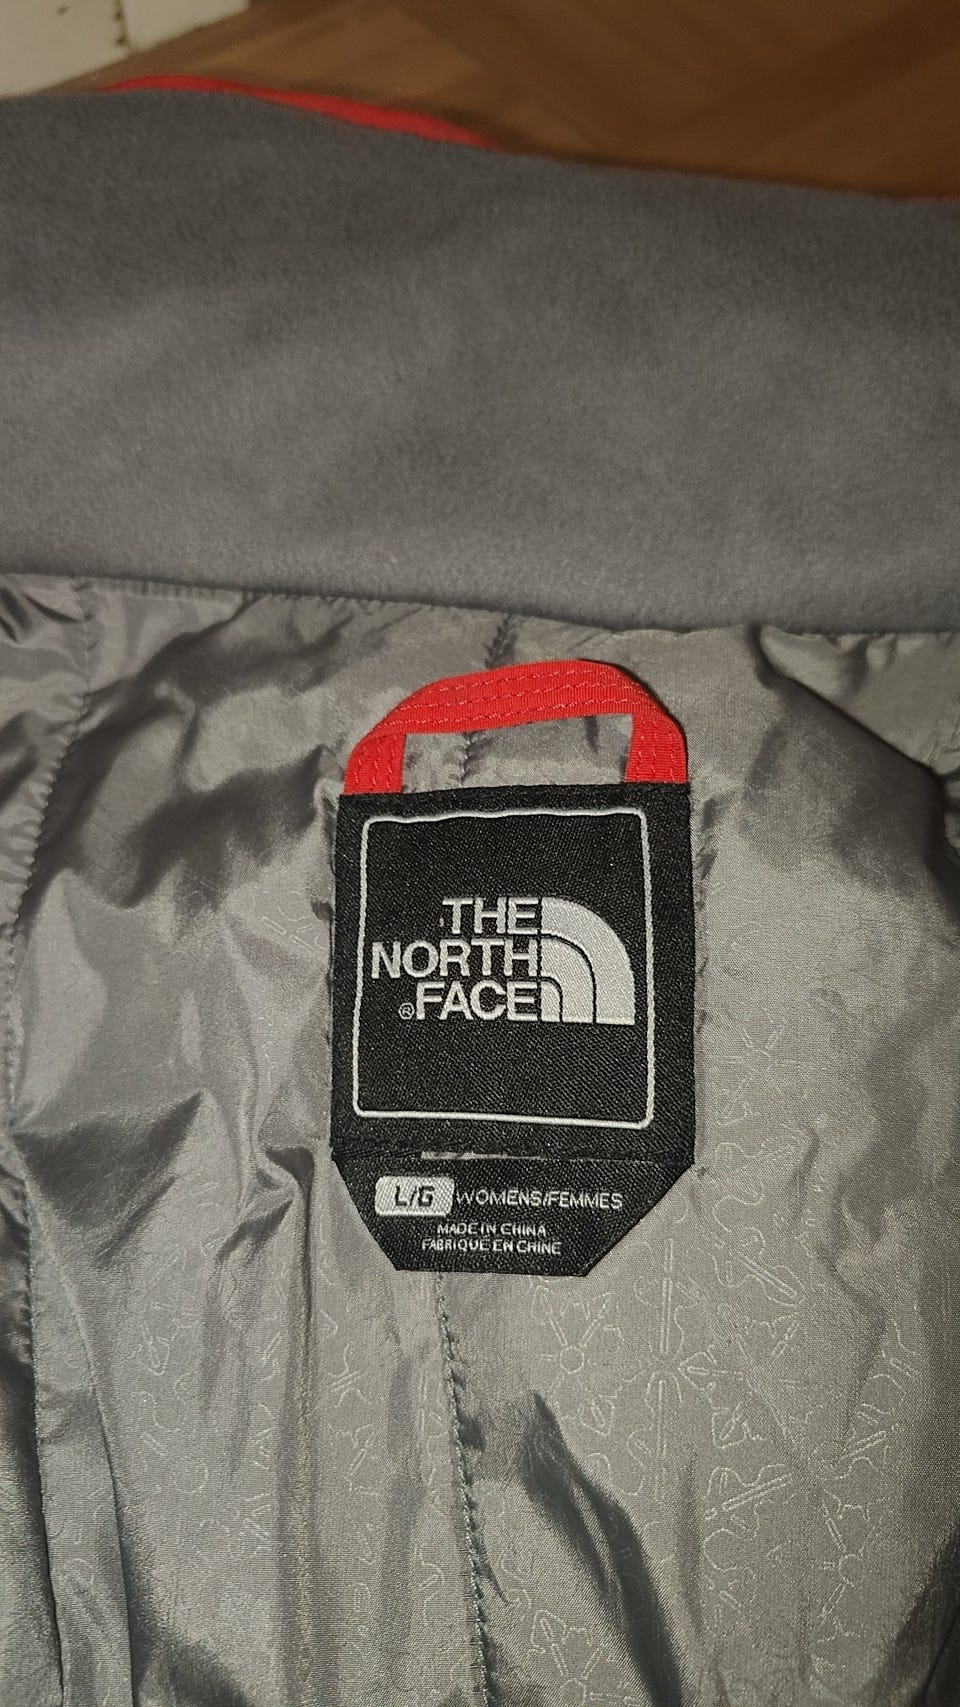 THE
NORTH
®FACE
L/G WOMENS/FEMMES
MADE IN CHINA
FABRIQUÉ EN CHINE